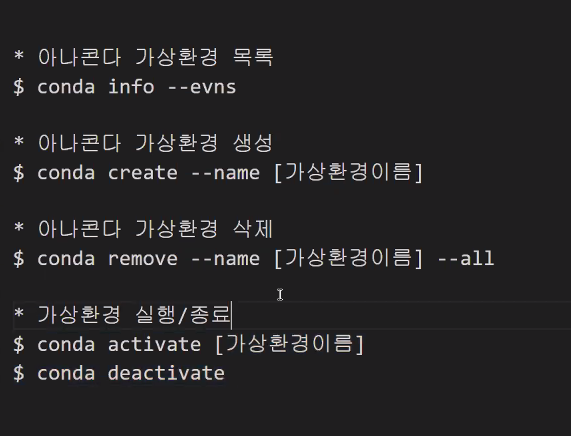 * 아나콘다 가상환경 목록
$ conda info --evns
* 아나콘다 가상환경 생성
$ conda create --name [가상환경이름]
* 아나콘다 가상환경 삭제
$ conda remove --name [가상환경이름] --all
* 가상환경 실행/종료
$ conda activate [가상환경이름]
$ conda deactivate